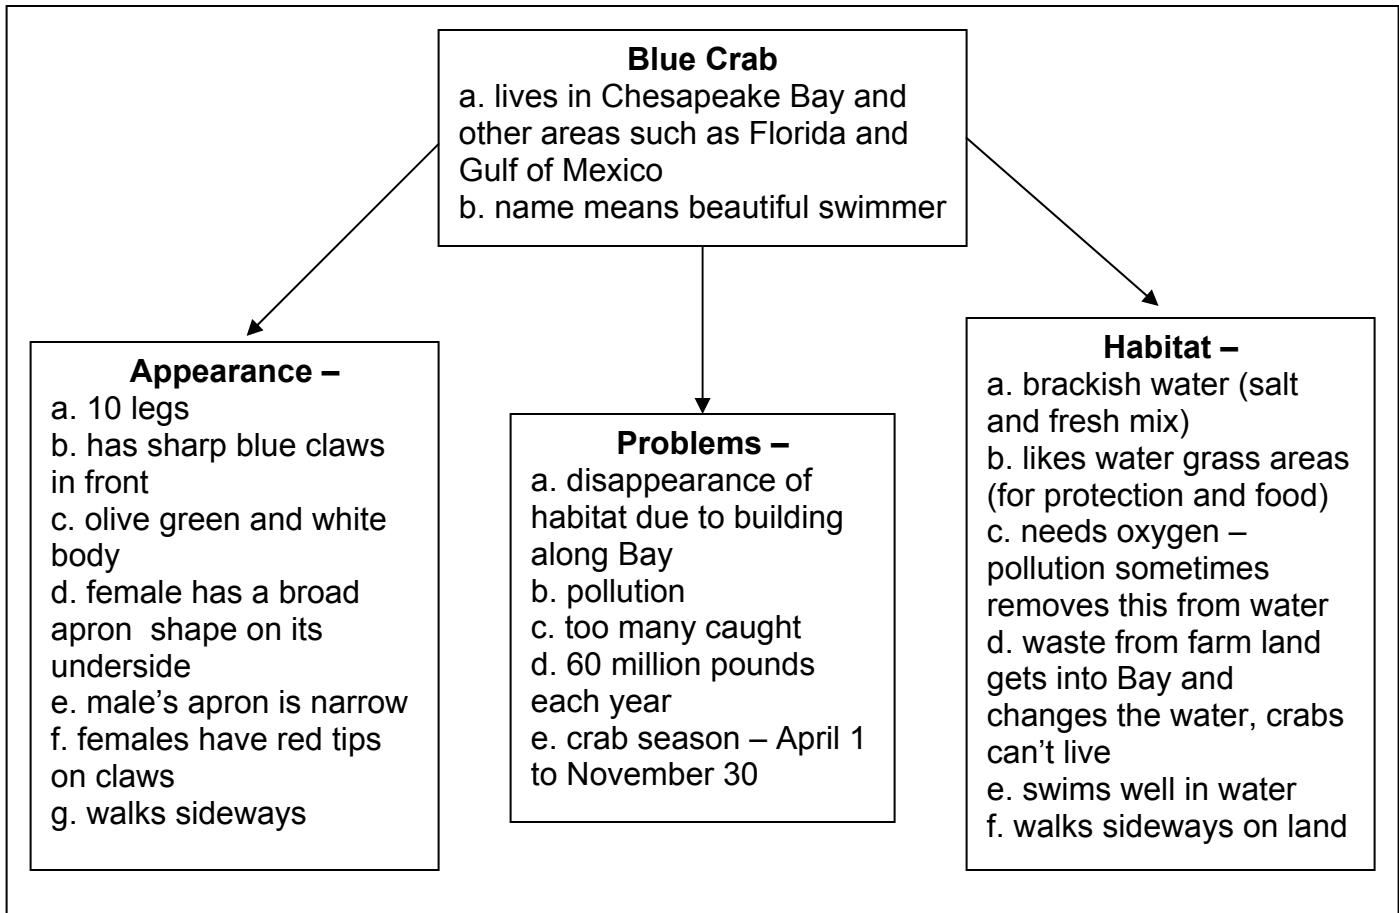 Blue Crab
a. lives in Chesapeake Bay and
other areas such as Florida and
Gulf of Mexico
b. name means beautiful swimmer
Appearance –
a. 10 legs
b. has sharp blue claws
in front
c. olive green and white
body
d. female has a broad
apron  shape on its
underside
e. male’s apron is narrow
f. females have red tips
on claws
g. walks sideways
Problems –
a. disappearance of
habitat due to building
along Bay
b. pollution
c. too many caught
d. 60 million pounds
each year
e. crab season – April 1
to November 30
Habitat –
a. brackish water (salt
and fresh mix)
b. likes water grass areas
(for protection and food)
c. needs oxygen –
pollution sometimes
removes this from water
d. waste from farm land
gets into Bay and
changes the water, crabs
can’t live
e. swims well in water
f. walks sideways on land